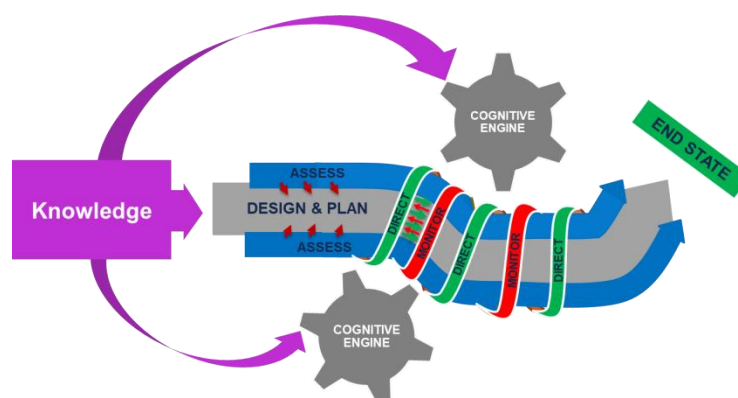 COGNITIVE
ENGINE
END STATE
ASSESS
Knowledge
DESIGN & PLAN
ASSESS
DIRECT
MONITOR
DIRECT
MONITOR
DIRECT
COGNITIVE
ENGINE